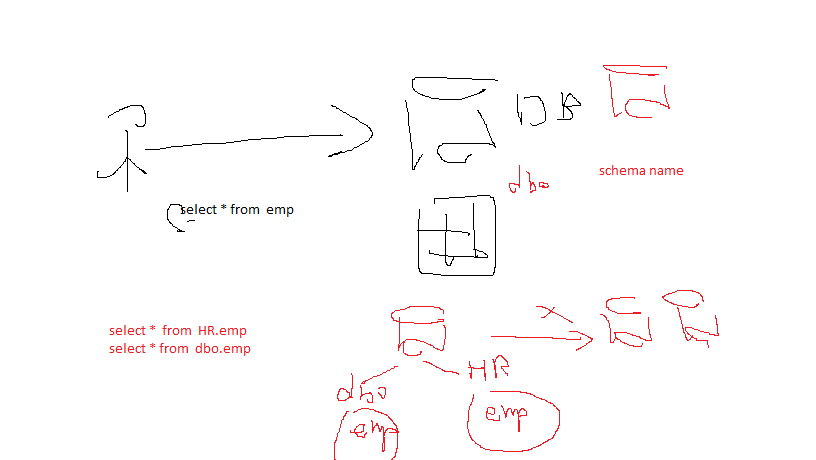 DB
schema name
dbo
select * from emp
select * from HR.emp
select * from dbo.emp
HR
dbo
emp
emp